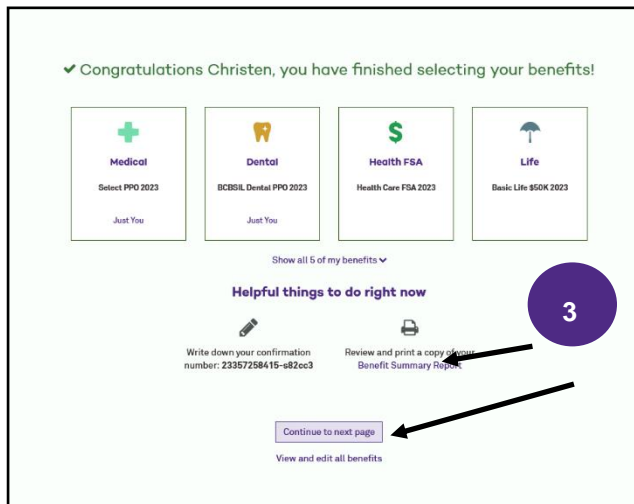 ✔ Congratulations Christen, you have finished selecting your benefits!
Medical
Select PPO 2023
Just You
Dental
BCBSIL Dental PPO 2023
Just You
Health FSA
Health Care FSA 2023
Life
Basic Life $50K 2023
Show all 5 of my benefits
Helpful things to do right now
Write down your confirmation
number: 23357258415-s82cc3
Review and print a copy of your
Benefit Summary Report
3
Continue to next page
View and edit all benefits